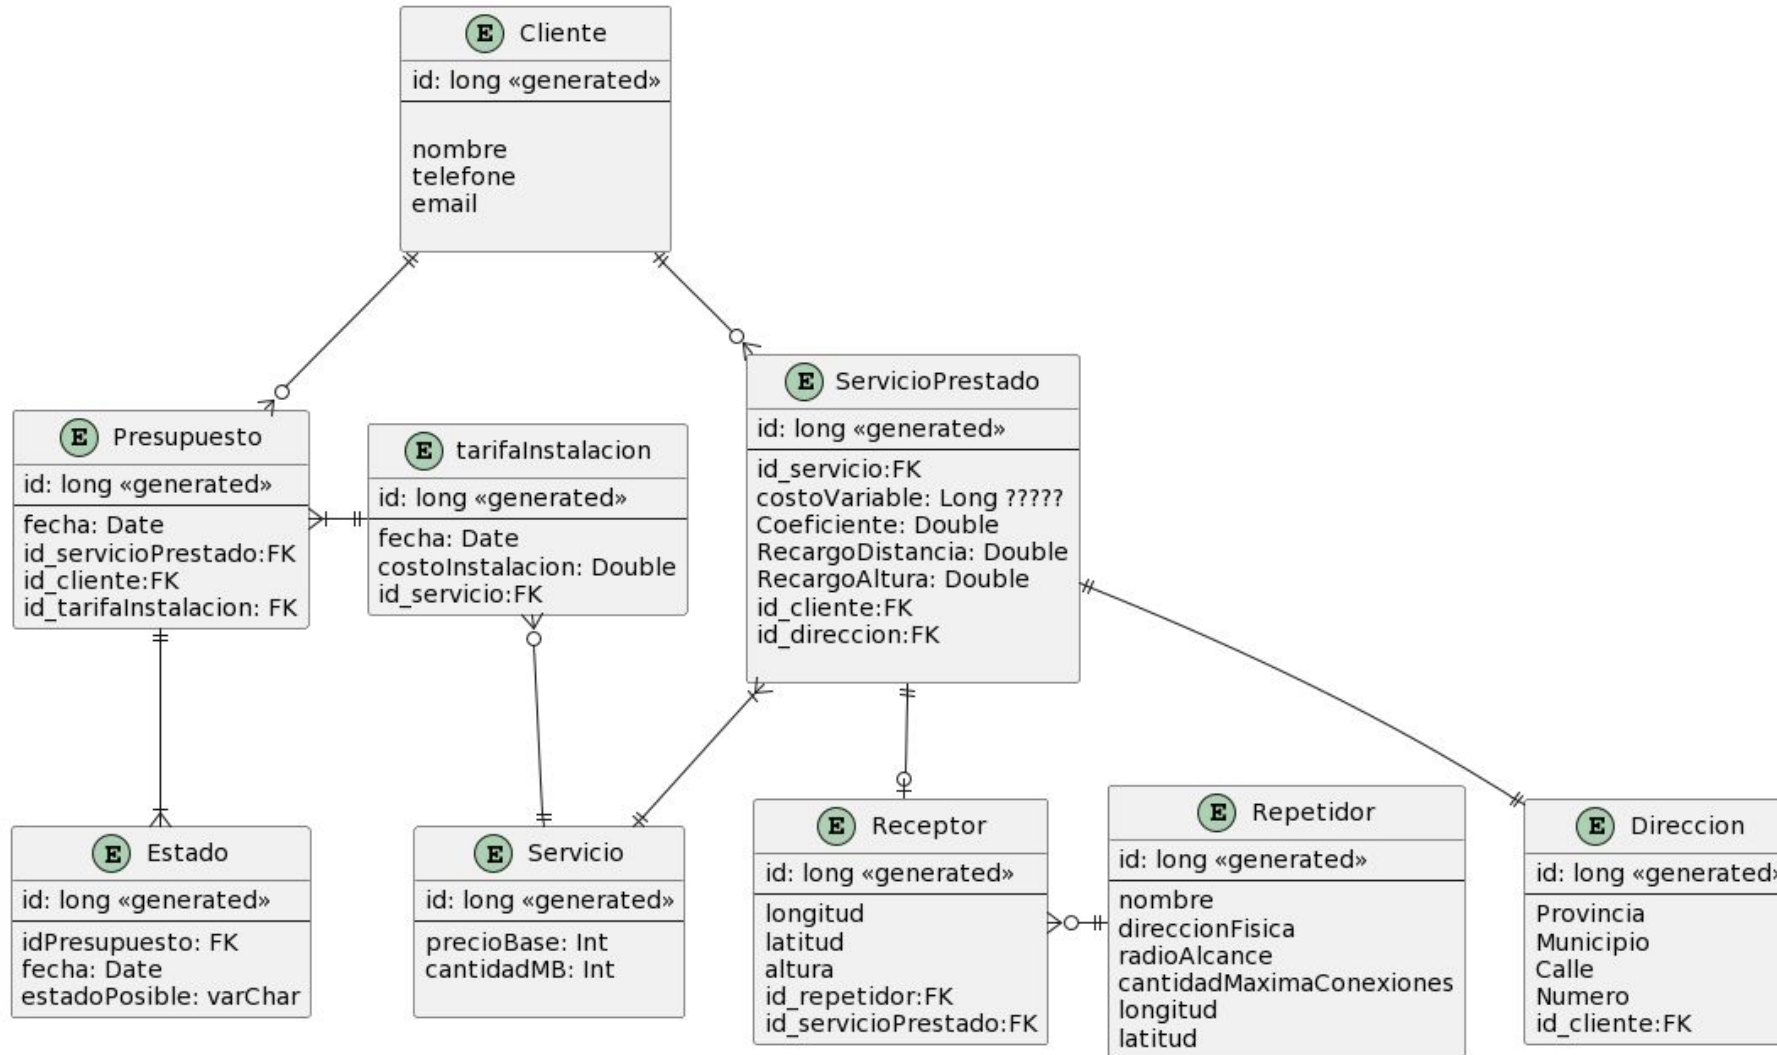 E Cliente
id: long «generated»
nombre
telefone
email
E Presupuesto
id: long «generated»
fecha: Date
id_servicioPrestado:FK
id_cliente:FK
id_tarifaInstalacion: FK
E tarifaInstalacion
id: long «generated»
fecha: Date
costoInstalacion: Double
id_servicio:FK
E ServicioPrestado
id: long «generated»
id_servicio:FK
costoVariable: Long ?????
Coeficiente: Double
RecargoDistancia: Double
RecargoAltura: Double
id_cliente:FK
id_direccion:FK
E Estado
id: long «generated»
idPresupuesto: FK
fecha: Date
estadoPosible: varChar
E Servicio
id: long «generated»
precioBase: Int
cantidadMB: Int
E Receptor
id: long «generated»
longitud
latitud
altura
id_repetidor:FK
id_servicioPrestado:FK
E Repetidor
id: long «generated»
nombre
direccionFisica
radioAlcance
cantidadMaximaConexiones
longitud
latitud
E Direccion
id: long «generated»
Provincia
Municipio
Calle
Numero
id_cliente:FK